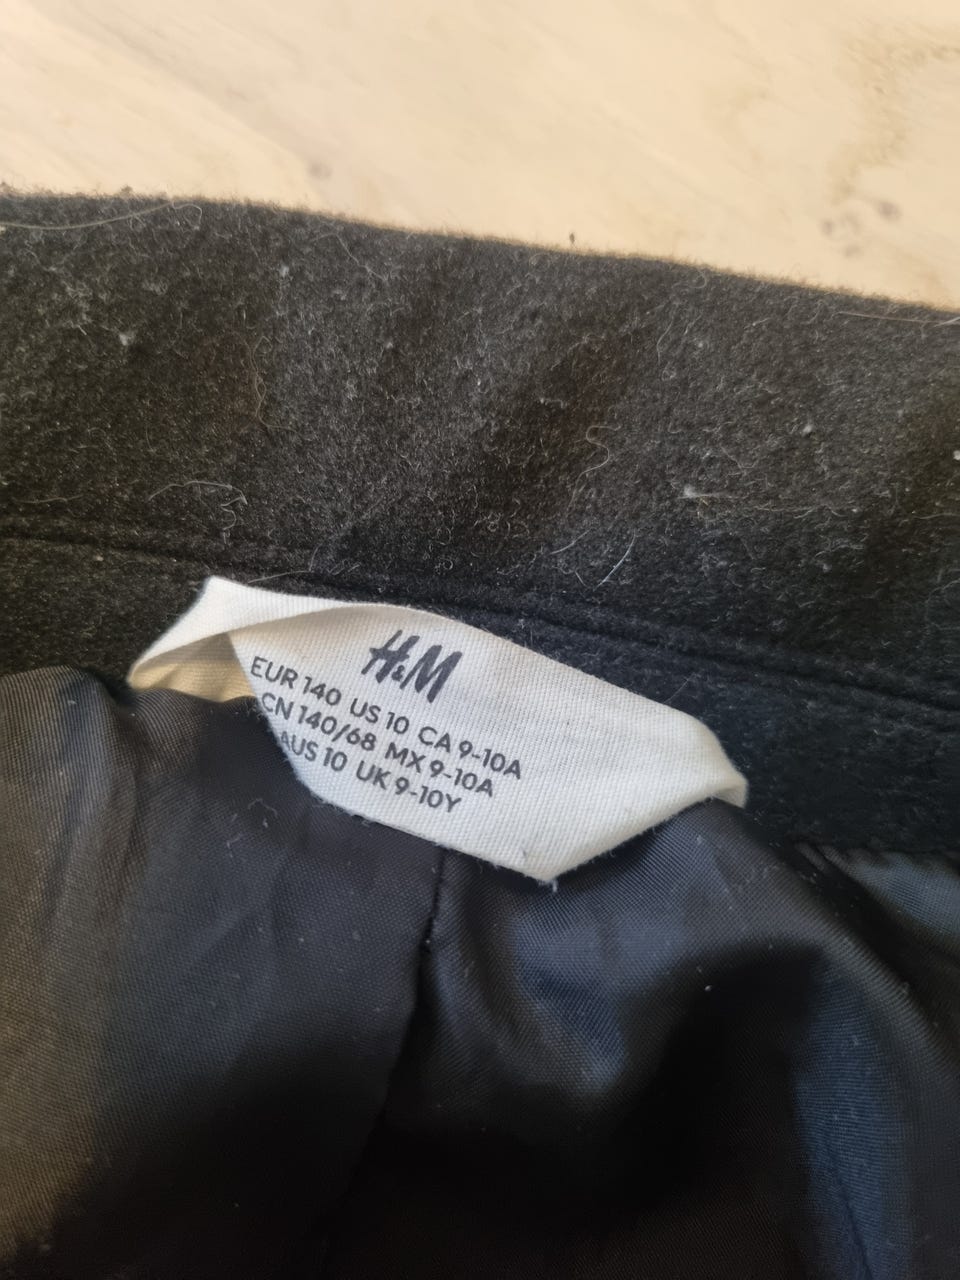 H&M
EUR 140 US 10 CA 9-10A
CN 140/68 MX 9-10A
AUS 10 UK 9-10Y